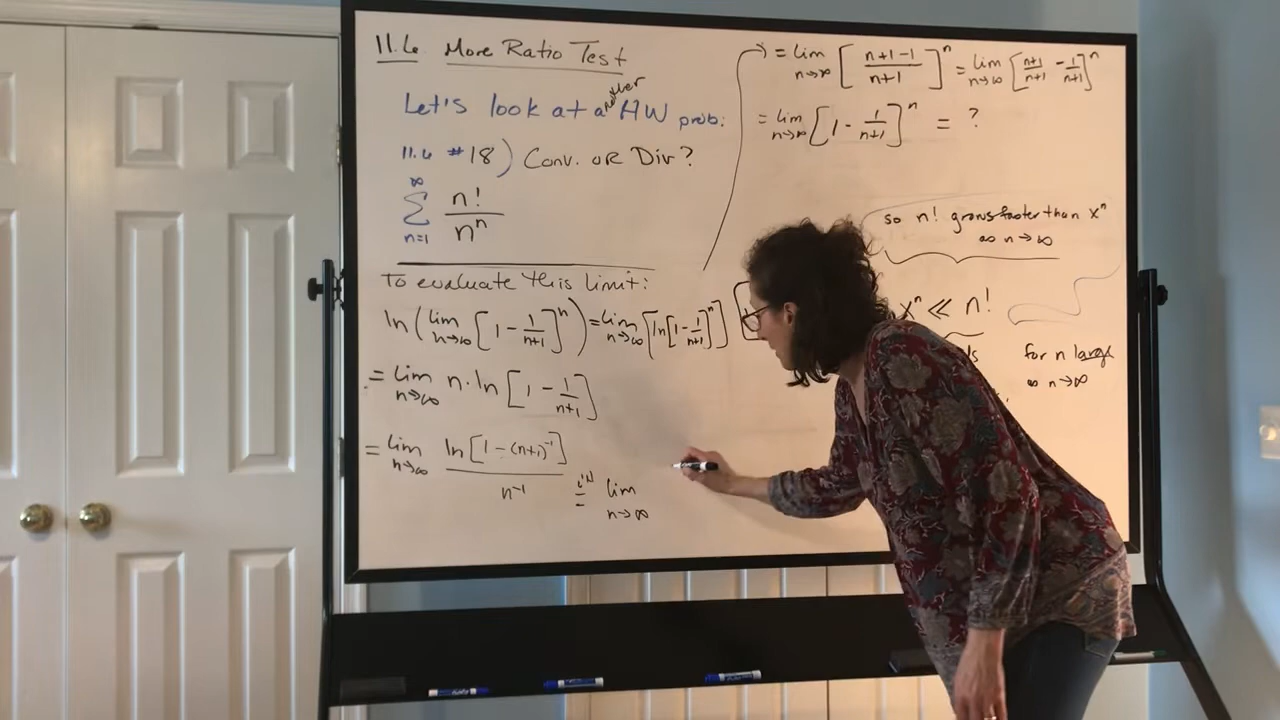 11.6 More Ratio Test
Let's look at another HW prob:
11.6 #18) Conv. OR Div?
∞
Σ n!/nⁿ
n=1
To evaluate this limit:
ln(lim n→∞ [1 - 1/(n+1)]ⁿ) = lim n→∞ [ln[1 - 1/(n+1)]ⁿ]
= lim n→∞ n·ln[1 - 1/(n+1)]
= lim n→∞ ln[1-(n+1)⁻¹]/n⁻¹ = lim n→∞
= lim n→∞ [(n+1-1)/(n+1)]ⁿ = lim n→∞ [(n+1)/(n+1) - 1/(n+1)]ⁿ
= lim n→∞ [1 - 1/(n+1)]ⁿ = ?
so n! grows faster than xⁿ
as n→∞
xⁿ ≪ n!
for n large
as n→∞